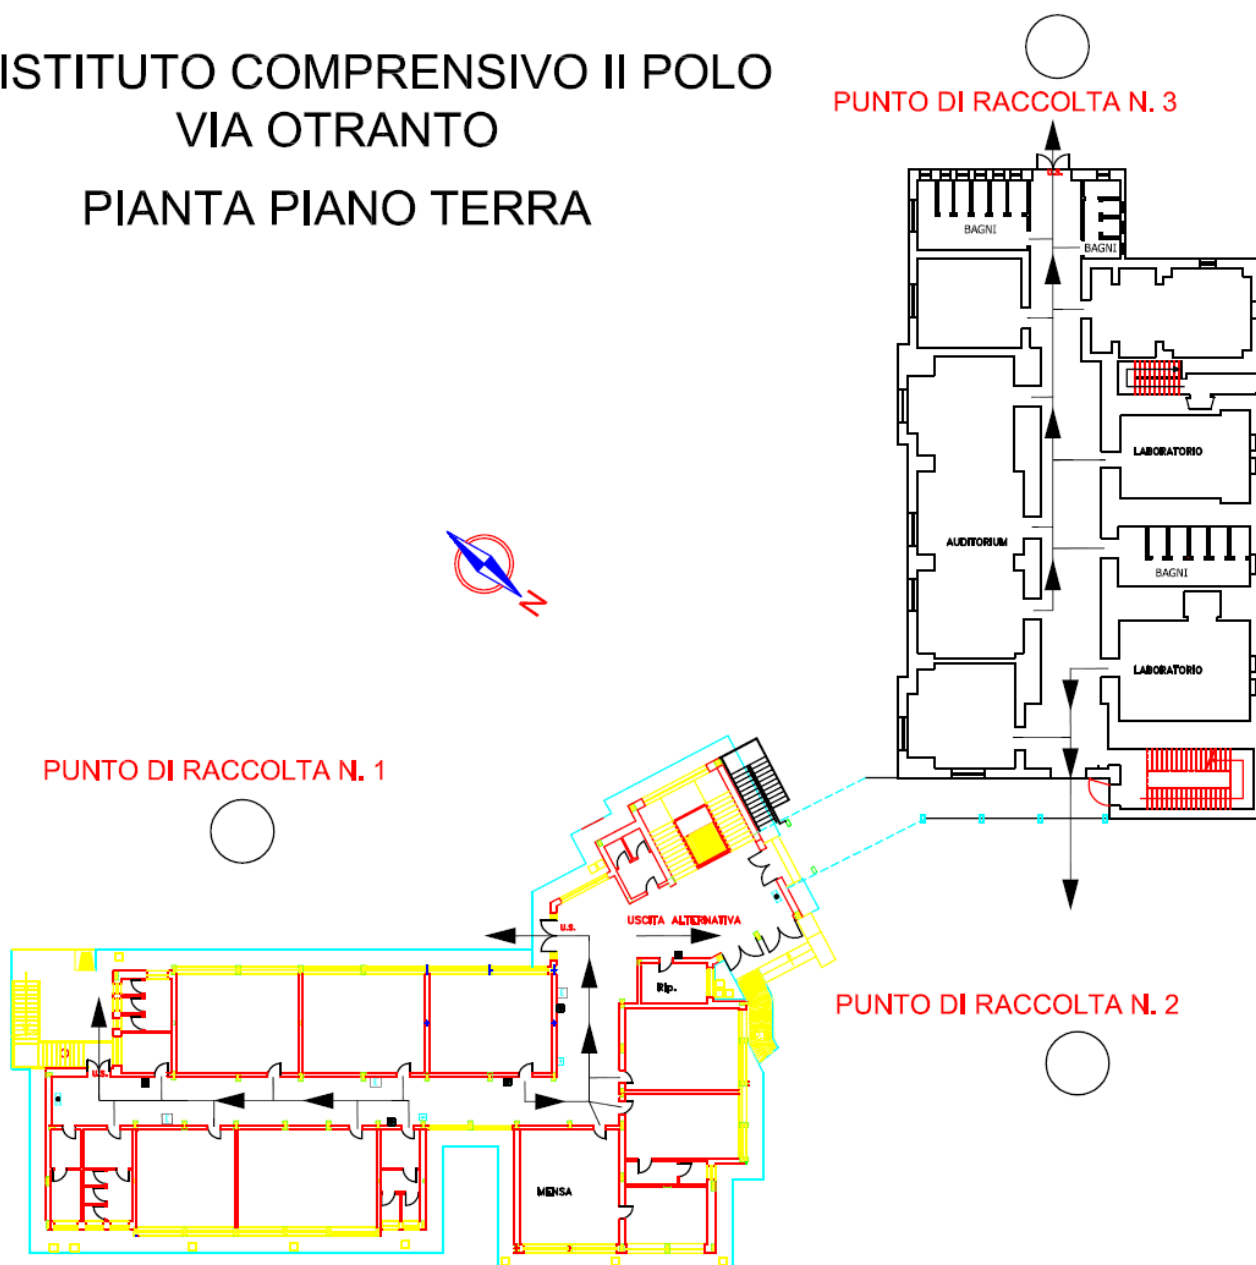 ISTITUTO COMPRENSIVO II POLO
VIA OTRANTO
PIANTA PIANO TERRA
PUNTO DI RACCOLTA N. 3
U.S.
BAGNI
BAGNI
LABORATORIO
AUDITORIUM
BAGNI
LABORATORIO
N
PUNTO DI RACCOLTA N. 1
USCITA ALTERNATIVA
U.S.
Rip.
PUNTO DI RACCOLTA N. 2
U.S.
MENSA